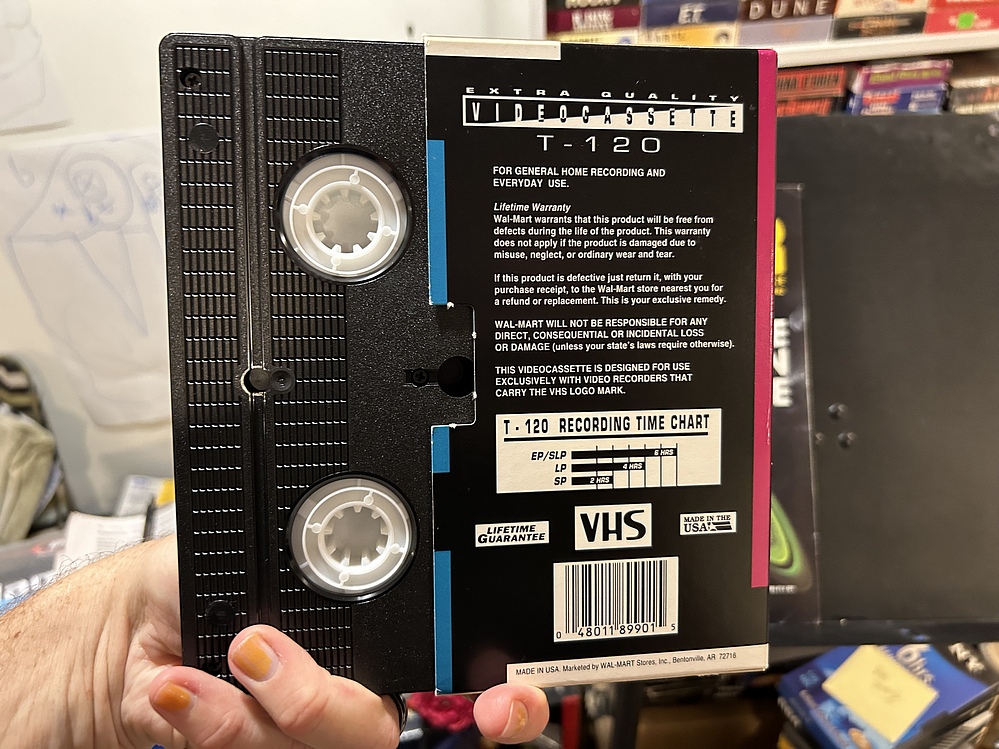 ET
DUNE
EXTRA QUALITY
VIDEOCASSETTE
T-120
FOR GENERAL HOME RECORDING AND
EVERYDAY USE.
Lifetime Warranty
Wal-Mart warrants that this product will be free from
defects during the life of the product. This warranty
does not apply if the product is damaged due to
misuse, neglect, or ordinary wear and tear.
If this product is defective just return it, with your
purchase receipt, to the Wal-Mart store nearest you for
a refund or replacement. This is your exclusive remedy.
WAL-MART WILL NOT BE RESPONSIBLE FOR ANY
DIRECT, CONSEQUENTIAL OR INCIDENTAL LOSS
OR DAMAGE (unless your state's laws require otherwise).
THIS VIDEOCASSETTE IS DESIGNED FOR USE
EXCLUSIVELY WITH VIDEO RECORDERS THAT
CARRY THE VHS LOGO MARK.
T - 120 RECORDING TIME CHART
EP/SLP 6 HRS
LP 4 HRS
SP 2 HRS
LIFETIME
GUARANTEE
VHS
MADE IN THE
USA
0 48011 89901 5
MADE IN USA. Marketed by WAL-MART Stores, Inc., Bentonville, AR 72716